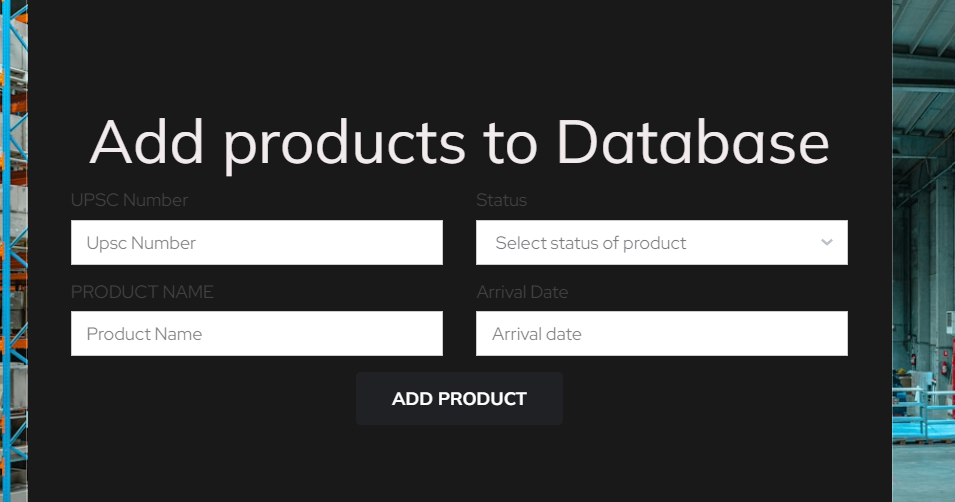 Add products to Database
UPSC Number
Status
Upsc Number
Select status of product
PRODUCT NAME
Arrival Date
Product Name
Arrival date
ADD PRODUCT